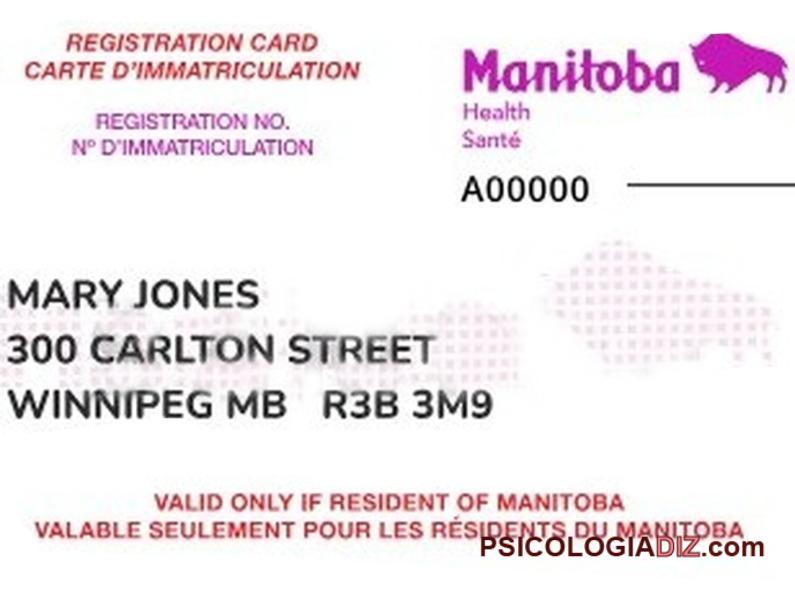 REGISTRATION CARD
CARTE D'IMMATRICULATION
REGISTRATION NO.
Nº D'IMMATRICULATION
Manitoba
Health
Santé
A00000
MARY JONES
300 CARLTON STREET
WINNIPEG MB R3B 3M9
VALID ONLY IF RESIDENT OF MANITOBA
VALABLE SEULEMENT POUR LES RÉSIDENTS DU MANITOBA
PSICOLOGIADIZ.com